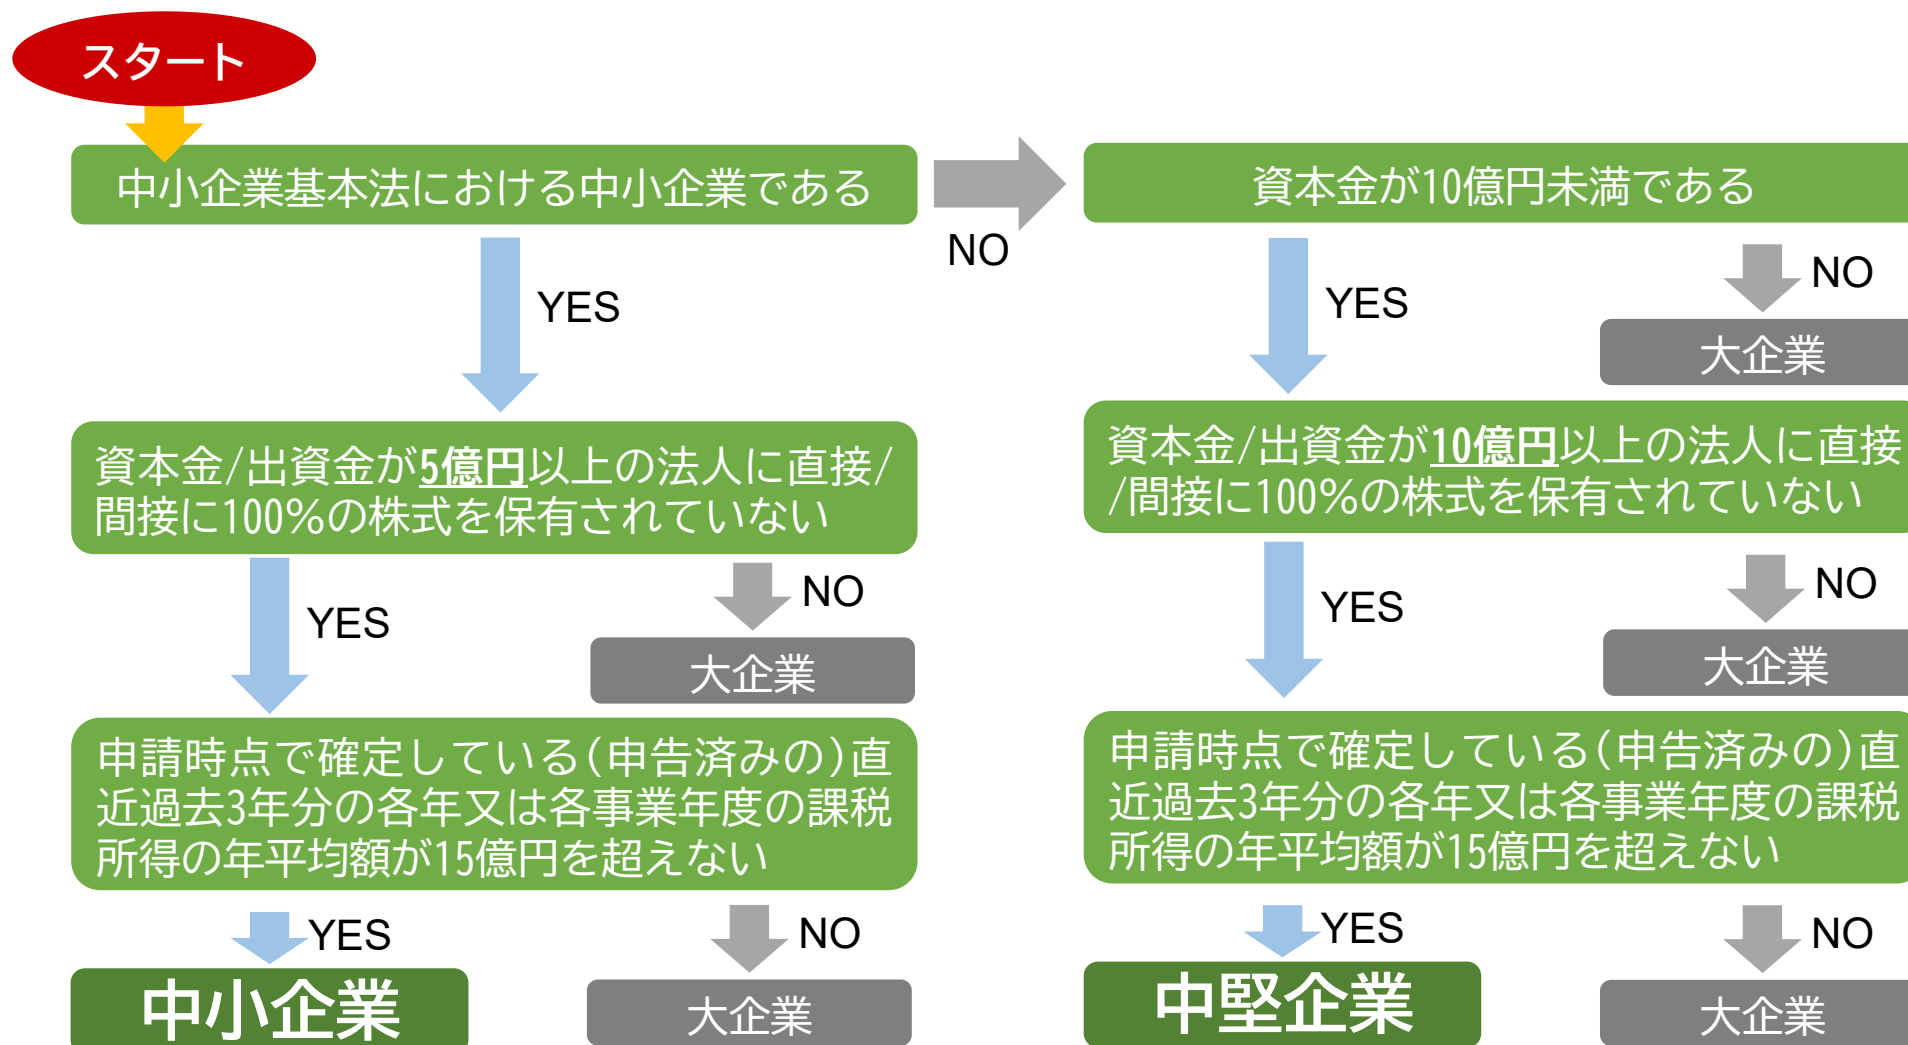 スタート
中小企業基本法における中小企業である
NO
資本金が10億円未満である
YES
YES
NO
大企業
資本金/出資金が5億円以上の法人に直接/
間接に100%の株式を保有されていない
資本金/出資金が10億円以上の法人に直接
/間接に100%の株式を保有されていない
YES
NO
大企業
YES
NO
大企業
申請時点で確定している(申告済みの)直
近過去3年分の各年又は各事業年度の課税
所得の年平均額が15億円を超えない
申請時点で確定している(申告済みの)直
近過去3年分の各年又は各事業年度の課税
所得の年平均額が15億円を超えない
YES
NO
YES
NO
中小企業
大企業
中堅企業
大企業